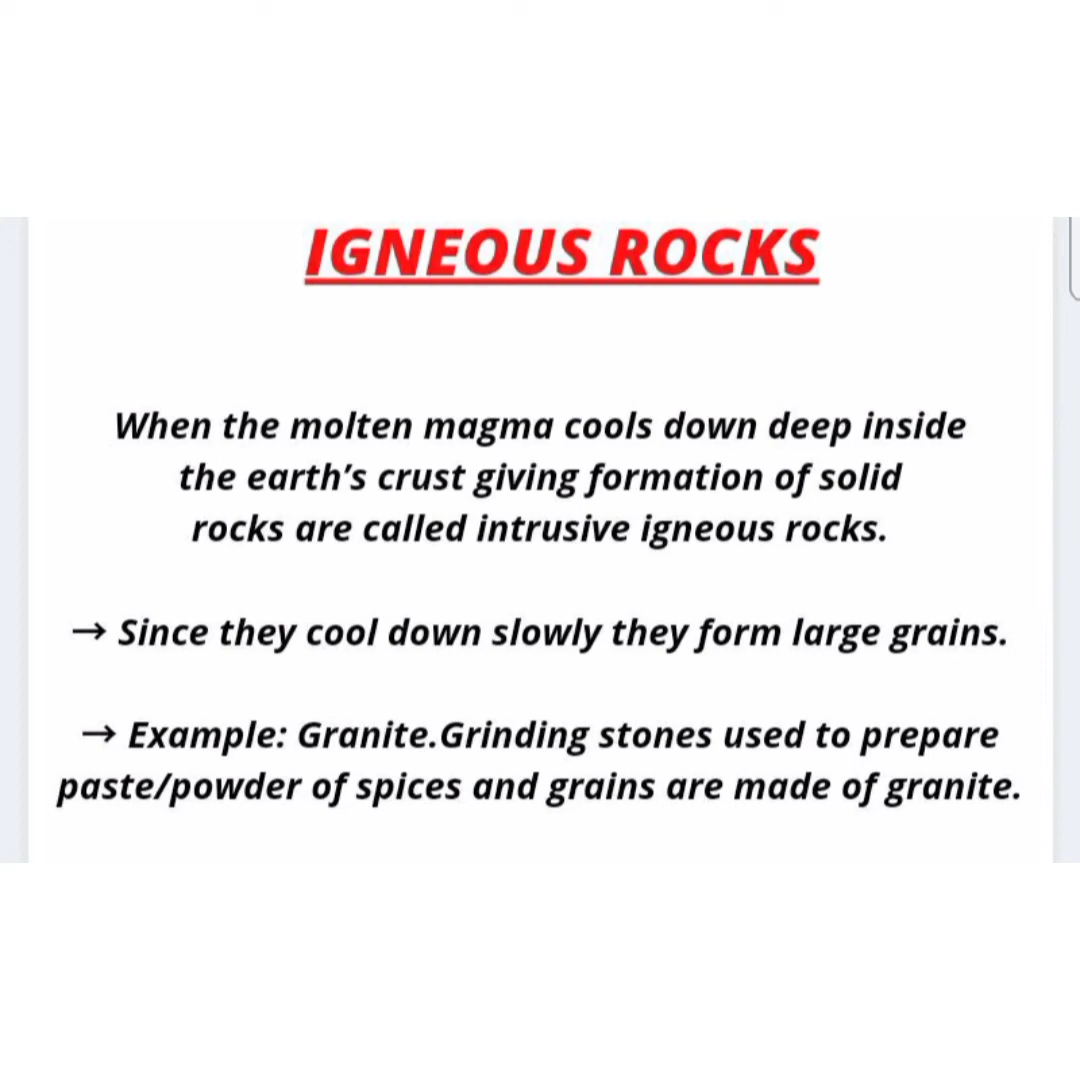 IGNEOUS ROCKS
When the molten magma cools down deep inside
the earth’s crust giving formation of solid
rocks are called intrusive igneous rocks.
→ Since they cool down slowly they form large grains.
→ Example: Granite.Grinding stones used to prepare
paste/powder of spices and grains are made of granite.